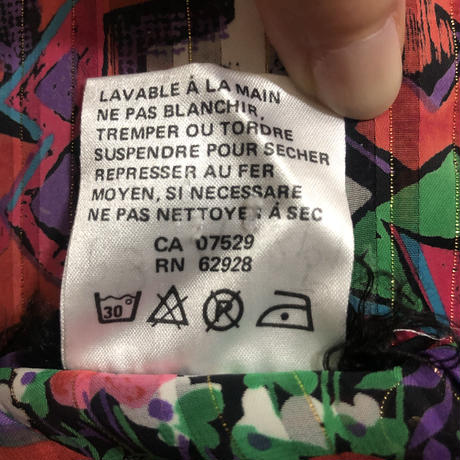 LAVABLE À LA MAIN
NE PAS BLANCHIR,
TREMPER OU TORDRE
SUSPENDRE POUR SECHER
REPRESSER AU FER
MOYEN, SI NECESSARE
NE PAS NETTOYE : Á SEC
CA 07529
RN 62928
30° P